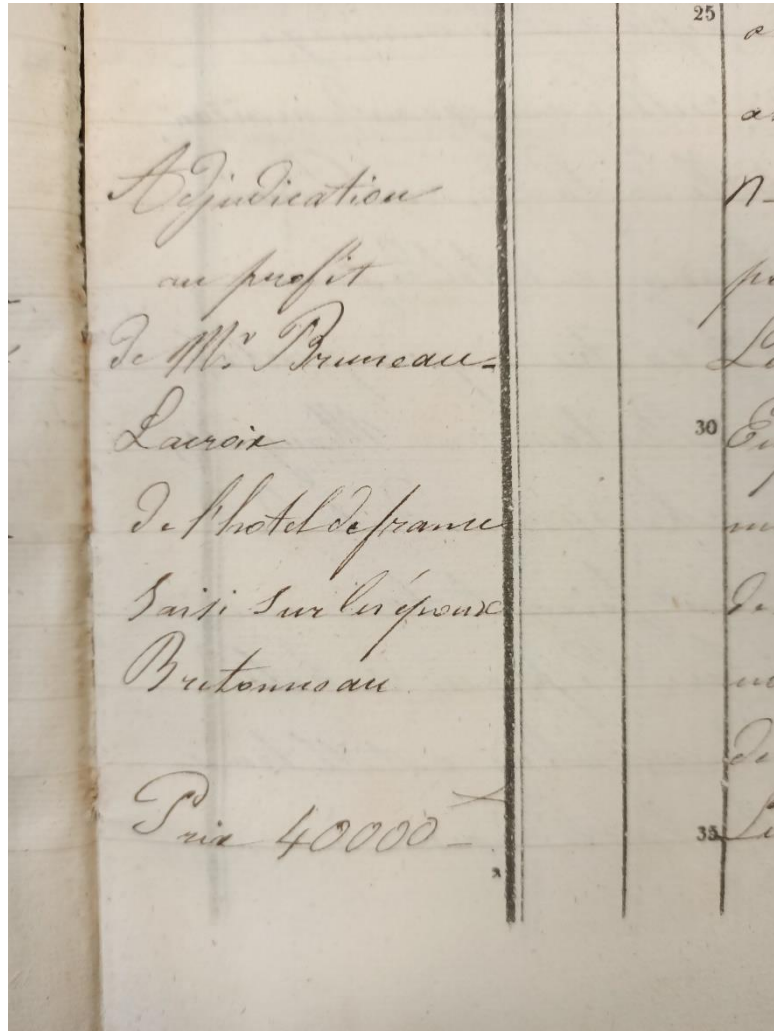 25
Adjudication
au profit
de Mr. Bruneau-
Lacroix
30
de l'hotel de france
Saisi Sur les époux
Bretonneau
Prix 40000 -
35